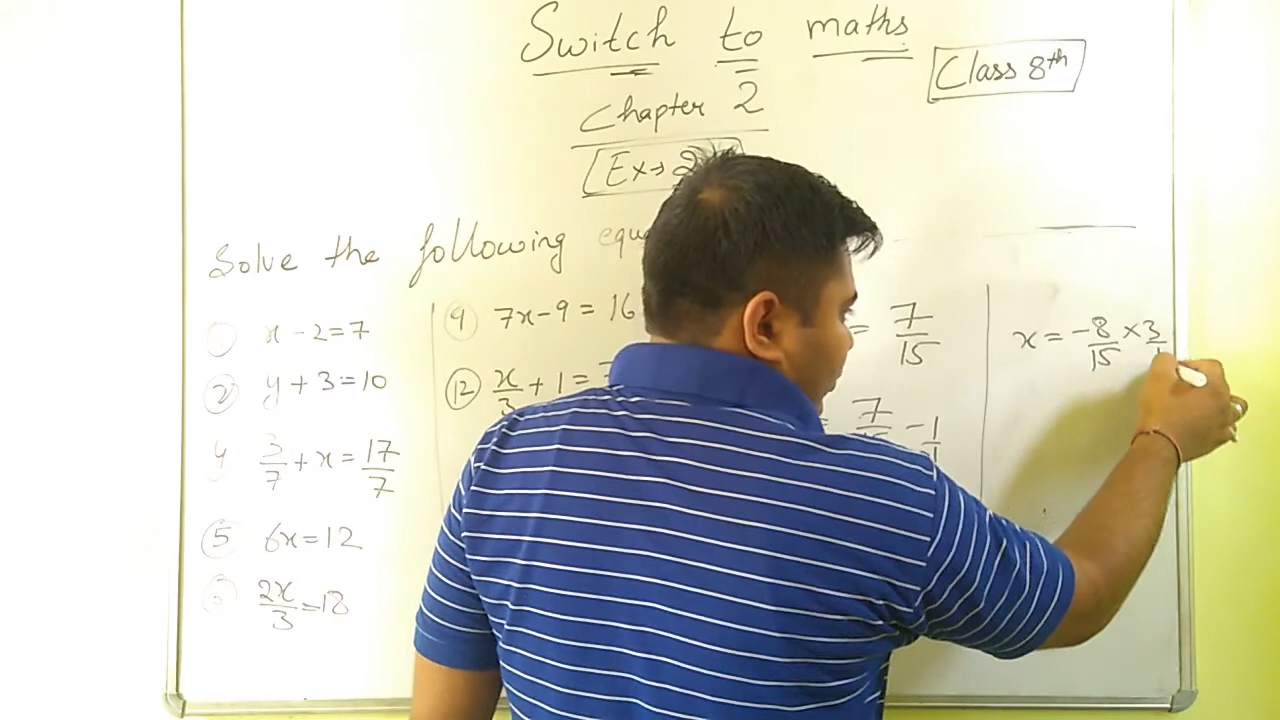 Switch to maths
Class 8th
Chapter 2
Ex→ 2
Solve the following equ
① x - 2 = 7
② y + 3 = 10
4 3/7 + x = 17/7
⑤ 6x = 12
2x/3 = 18
9 7x - 9 = 16
⑫ x/3 + 1 =
= 7/15
7/15 - 1/1
x = -8/15 × 3/1